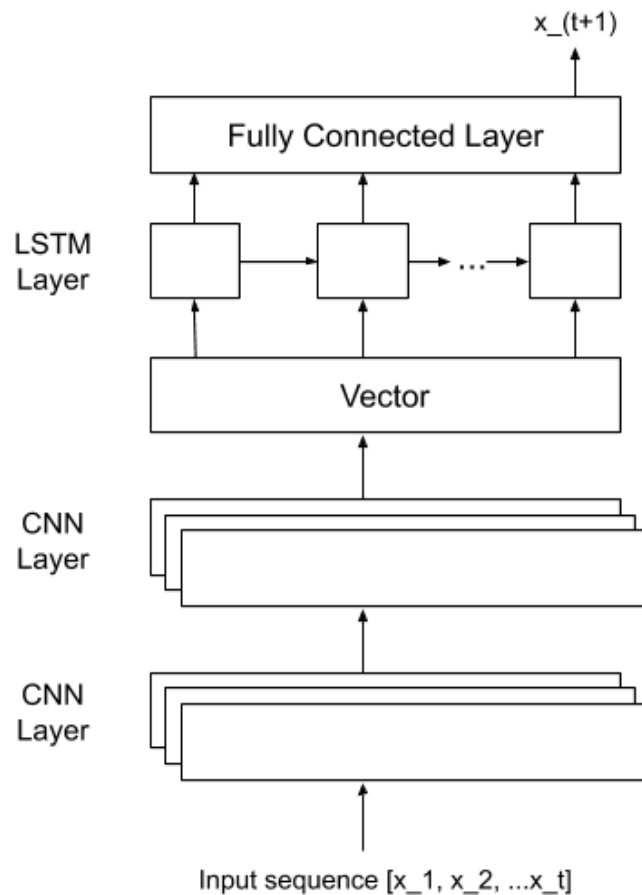 x_(t+1)
Fully Connected Layer
LSTM
Layer
...
Vector
CNN
Layer
CNN
Layer
Input sequence [x_1, x_2, ...x_t]